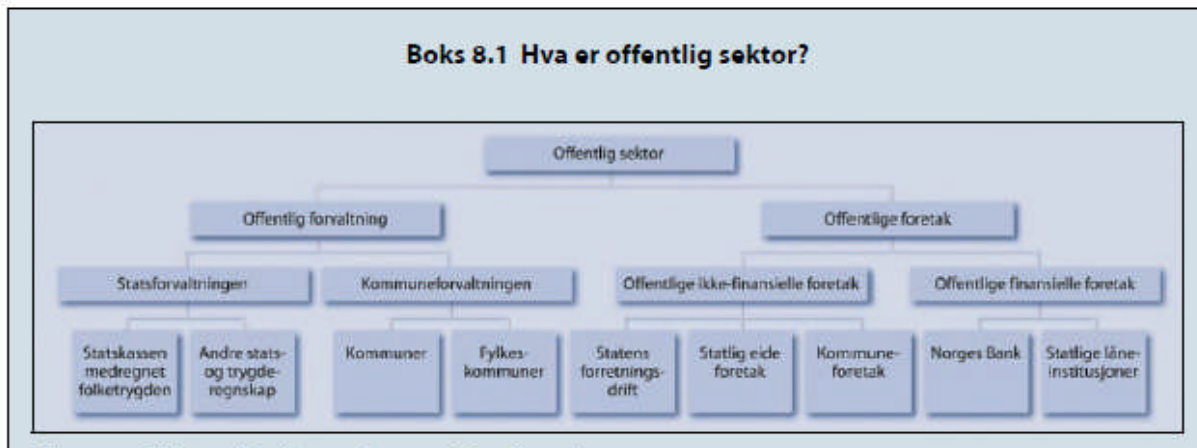 Boks 8.1 Hva er offentlig sektor?
Offentlig sektor
Offentlig forvaltning
Offentlige foretak
Statsforvaltningen
Kommuneforvaltningen
Offentlige ikke-finansielle foretak
Offentlige finansielle foretak
Statskassen
medregnet
folketrygden
Andre stats-
og trygde-
regnskap
Kommuner
Fylkes-
kommuner
Statens
forretnings-
drift
Statlig eide
foretak
Kommune-
foretak
Norges Bank
Statlige låne-
institusjoner